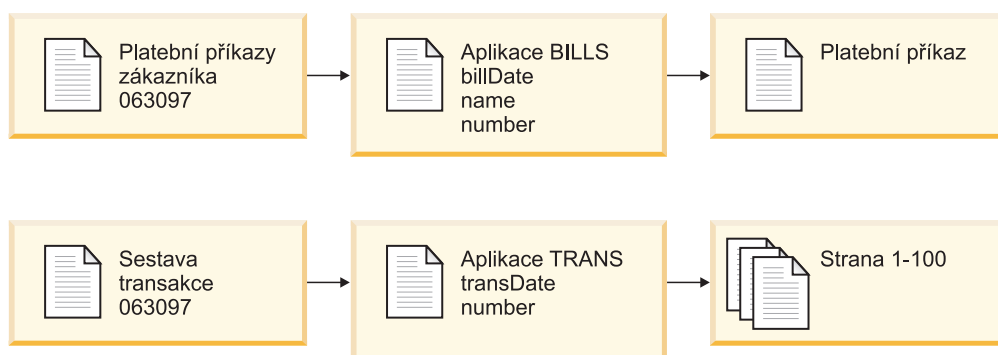 Platební příkazy
zákazníka
063097
Aplikace BILLS
billDate
name
number
Platební příkaz
Sestava
transakce
063097
Aplikace TRANS
transDate
number
Strana 1-100